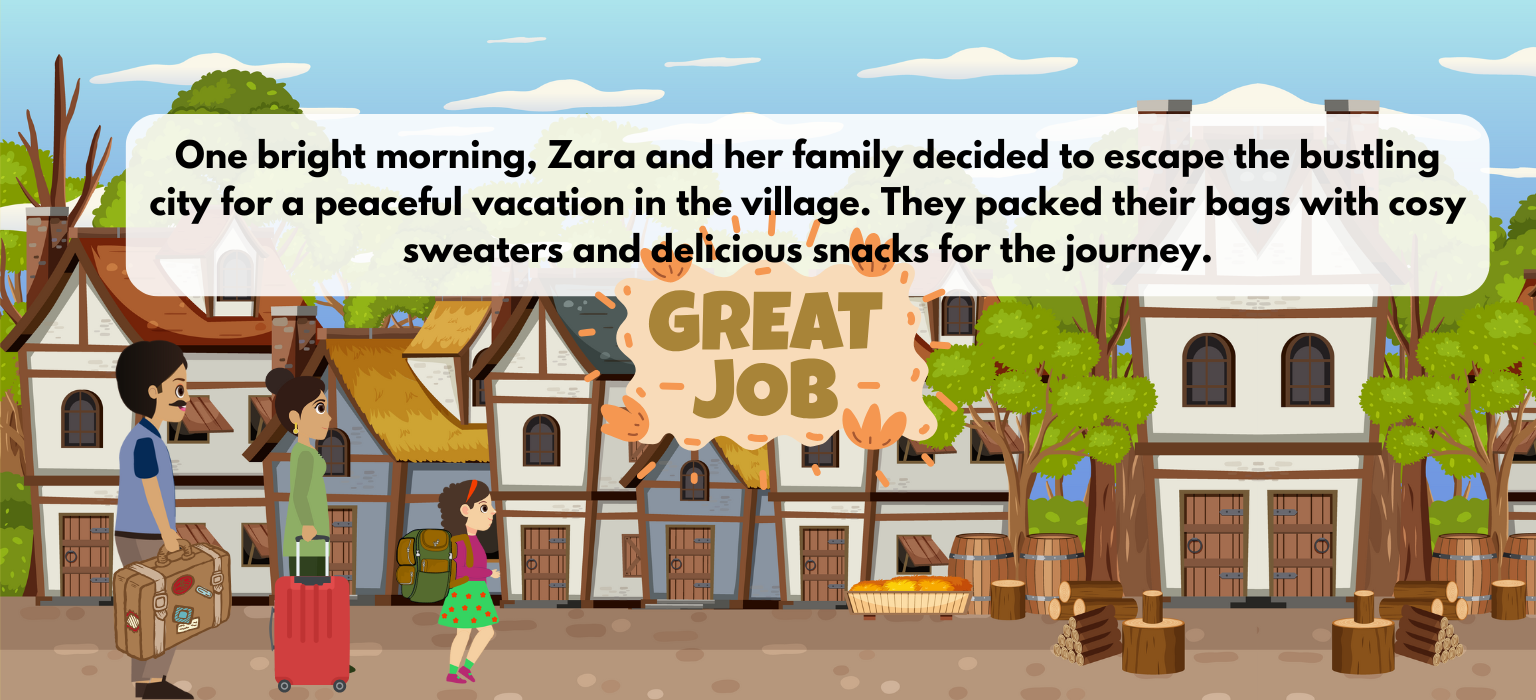 One bright morning, Zara and her family decided to escape the bustling
city for a peaceful vacation in the village. They packed their bags with cosy
sweaters and delicious snacks for the journey.
GREAT
JOB